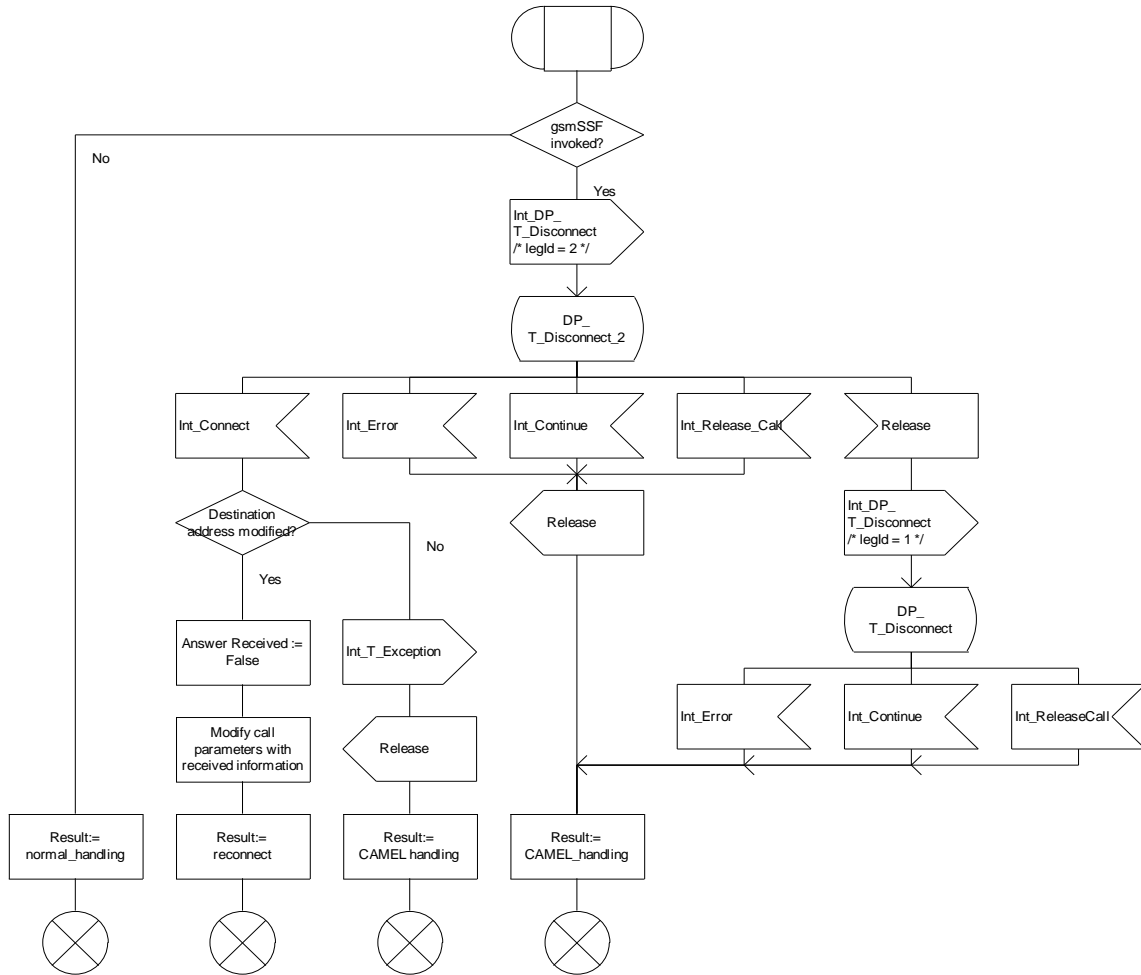 gsmSSF
invoked?
No
Yes
Int_DP_
T_Disconnect
/* legId = 2 */
DP_
T_Disconnect_2
Int_Connect
Int_Error
Int_Continue
Int_Release_Call
Release
Destination
address modified?
No
Yes
Release
Int_DP_
T_Disconnect
/* legId = 1 */
DP_
T_Disconnect
Answer Received :=
False
Int_T_Exception
Int_Error
Int_Continue
Int_ReleaseCall
Modify call
parameters with
received information
Release
Result:=
normal_handling
Result:=
reconnect
Result:=
CAMEL handling
Result:=
CAMEL_handling